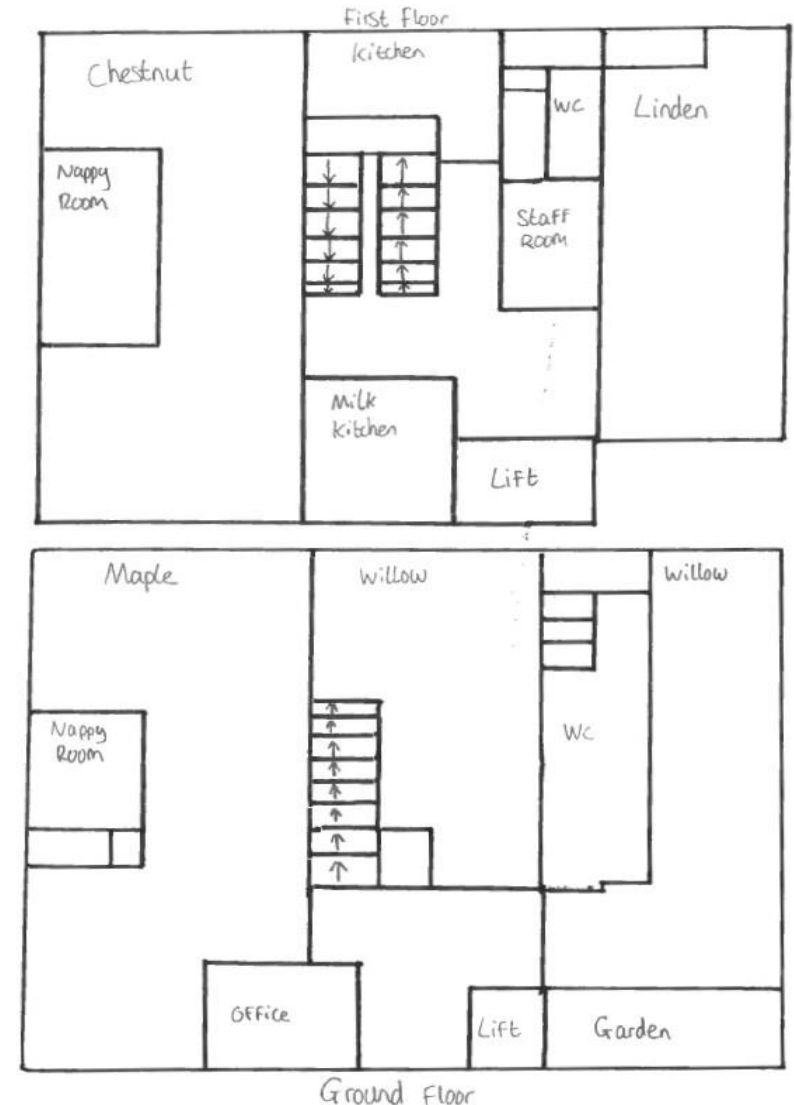 First Floor
Chestnut
Kitchen
WC
Linden
Nappy
Room
Staff
Room
Milk
Kitchen
Lift
Maple
Willow
Willow
Nappy
Room
WC
Office
Lift
Garden
Ground Floor